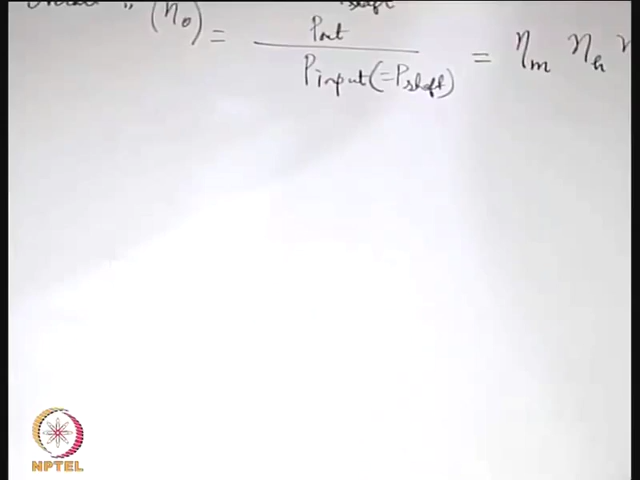 (η₀) = Pout / Pinput(=Pshaft) = ηm ηh
NPTEL